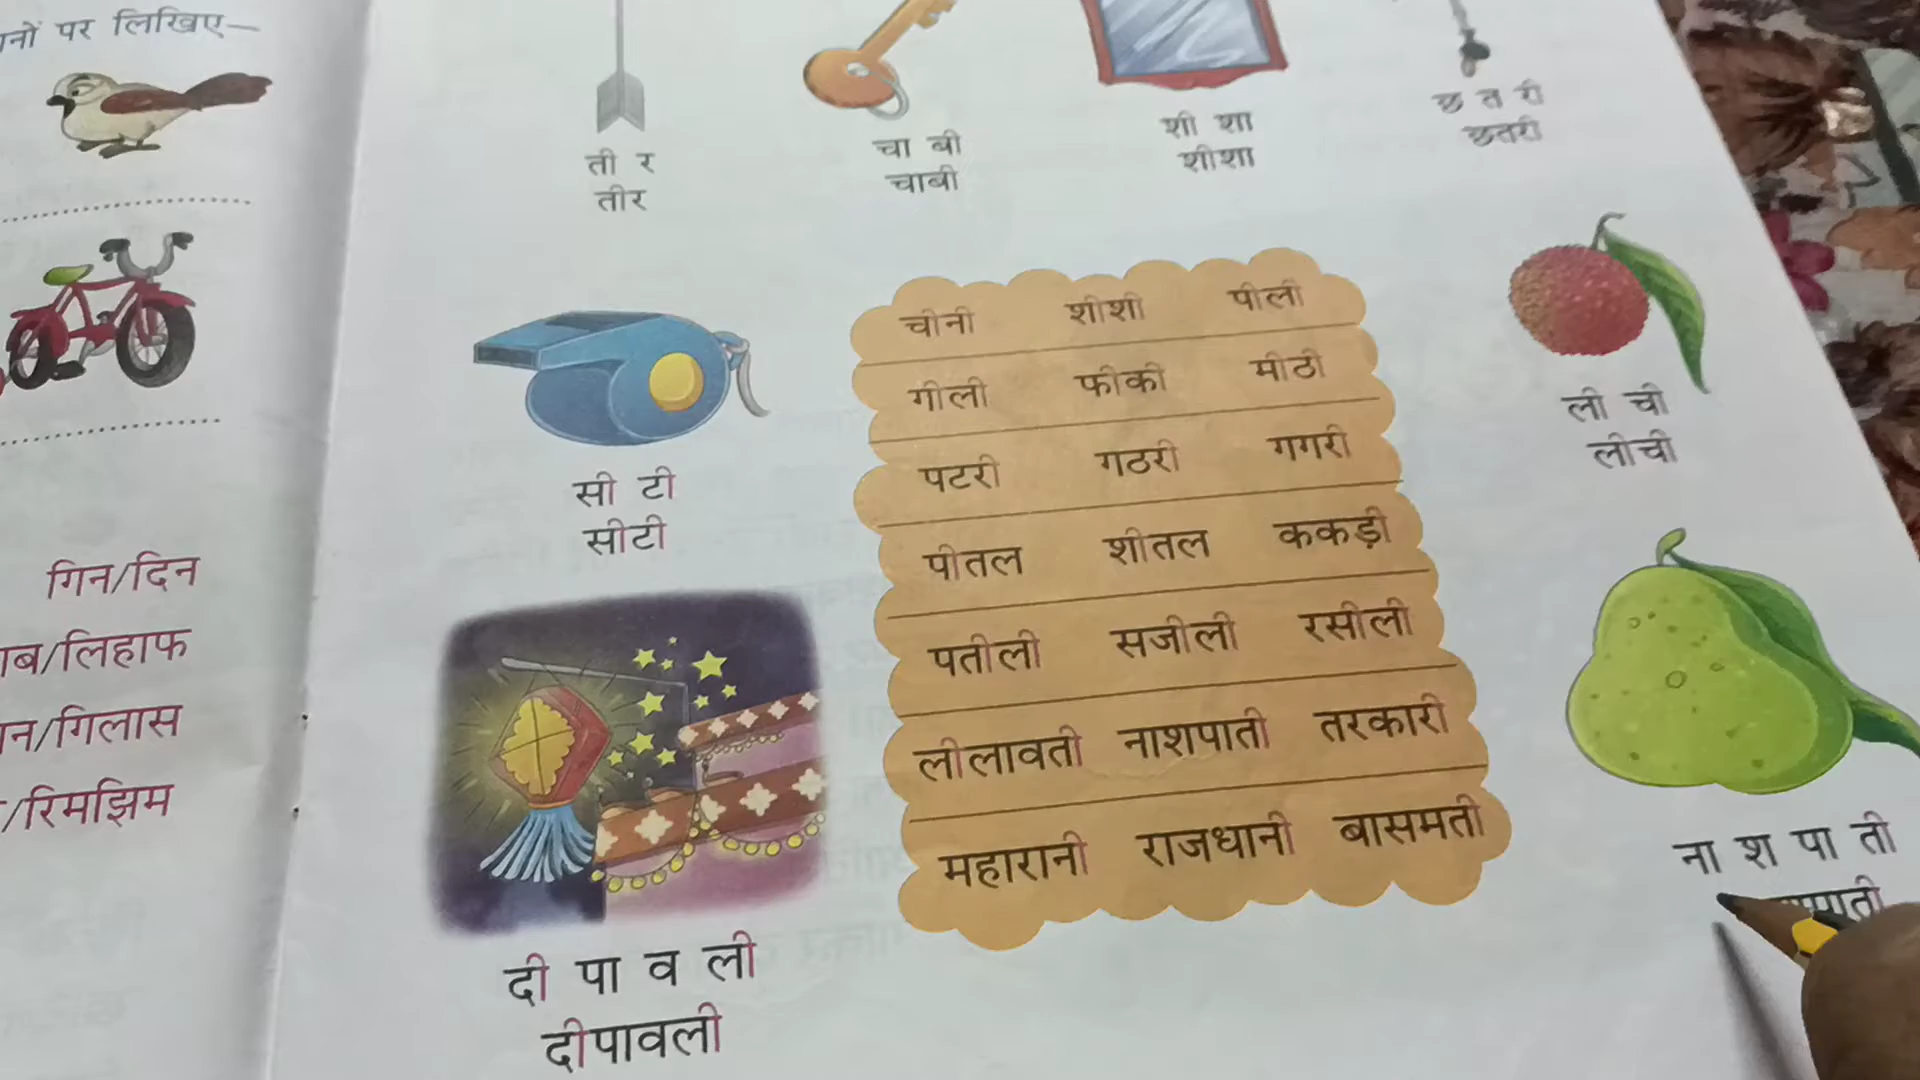 पर लिखिए—
गिन/दिन
/लिहाफ
/गिलास
/रिमझिम
ती र
तीर
चा बी
चाबी
शी शा
शीशा
छ त री
छतरी
सी टी
सीटी
चीनी शीशी पीली
गीली फीकी मीठी
पटरी गठरी गगरी
पीतल शीतल ककड़ी
पतीली सजीली रसीली
लीलावती नाशपाती तरकारी
महारानी राजधानी बासमती
ली ची
लीची
दी पा व ली
दीपावली
ना श पा ती